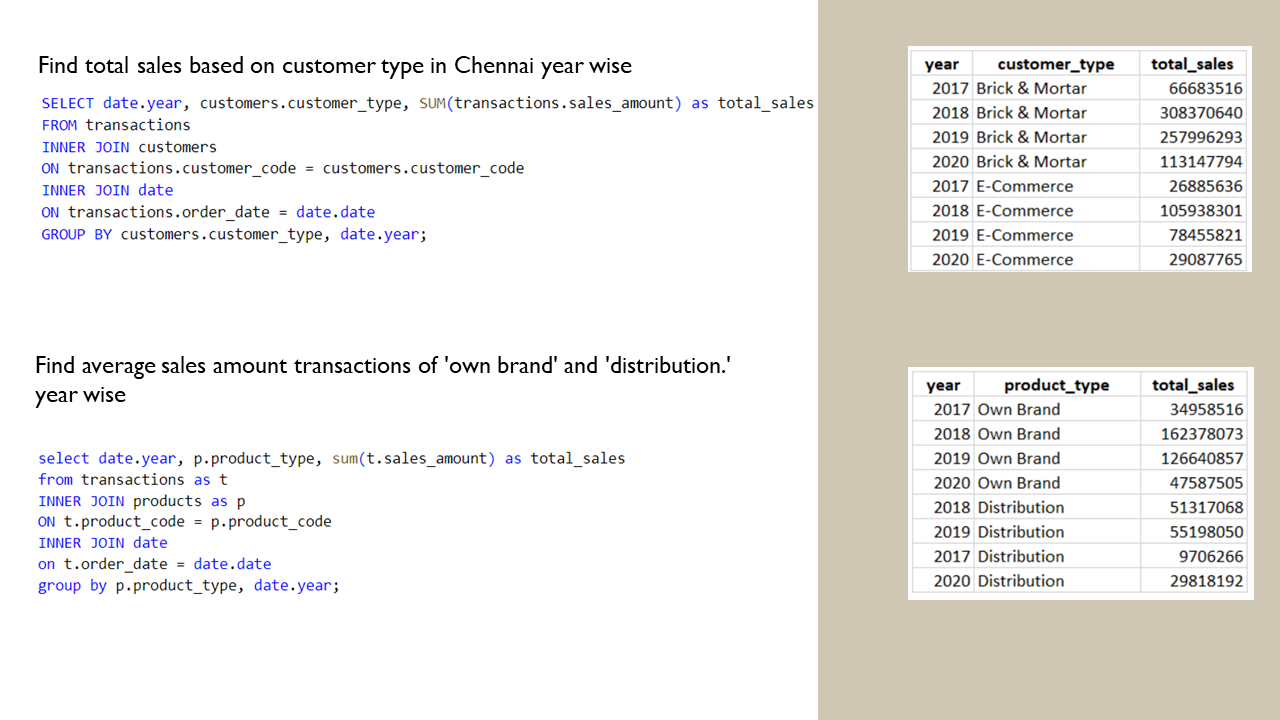 Find total sales based on customer type in Chennai year wise
SELECT date.year, customers.customer_type, SUM(transactions.sales_amount) as total_sales
FROM transactions
INNER JOIN customers
ON transactions.customer_code = customers.customer_code
INNER JOIN date
ON transactions.order_date = date.date
GROUP BY customers.customer_type, date.year;
year customer_type total_sales
2017 Brick & Mortar 66683516
2018 Brick & Mortar 308370640
2019 Brick & Mortar 257996293
2020 Brick & Mortar 113147794
2017 E-Commerce 26885636
2018 E-Commerce 105938301
2019 E-Commerce 78455821
2020 E-Commerce 29087765
Find average sales amount transactions of 'own brand' and 'distribution.'
year wise
select date.year, p.product_type, sum(t.sales_amount) as total_sales
from transactions as t
INNER JOIN products as p
ON t.product_code = p.product_code
INNER JOIN date
on t.order_date = date.date
group by p.product_type, date.year;
year product_type total_sales
2017 Own Brand 34958516
2018 Own Brand 162378073
2019 Own Brand 126640857
2020 Own Brand 47587505
2018 Distribution 51317068
2019 Distribution 55198050
2017 Distribution 9706266
2020 Distribution 29818192